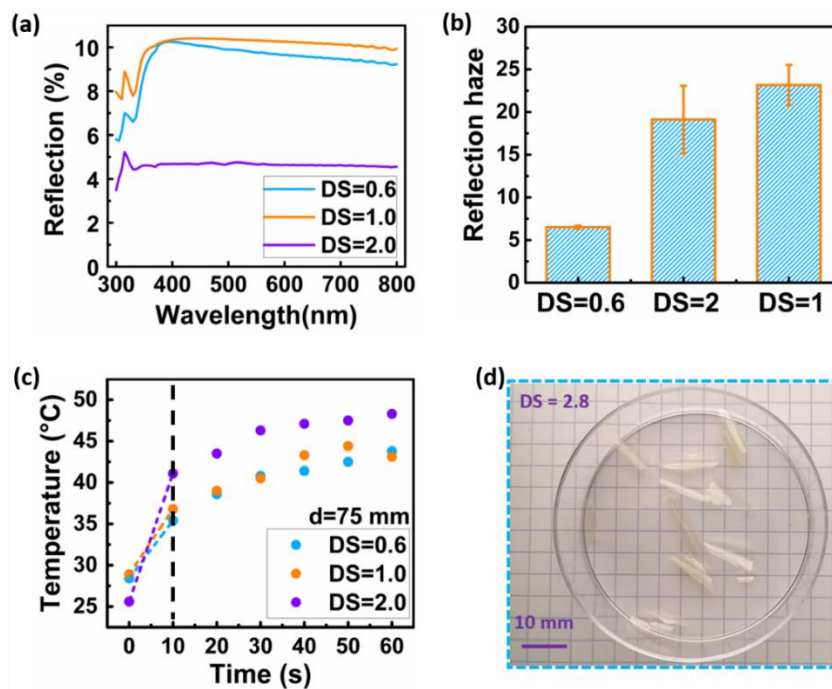 (a)
10
8
6
4
2
0
Reflection (%)
DS=0.6
DS=1.0
DS=2.0
300 400 500 600 700 800
Wavelength(nm)
(b)
30
25
20
15
10
5
0
Reflection haze
DS=0.6 DS=2 DS=1
(c)
50
45
40
35
30
25
Temperature (°C)
d=75 mm
DS=0.6
DS=1.0
DS=2.0
0 10 20 30 40 50 60
Time (s)
(d)
DS = 2.8
10 mm